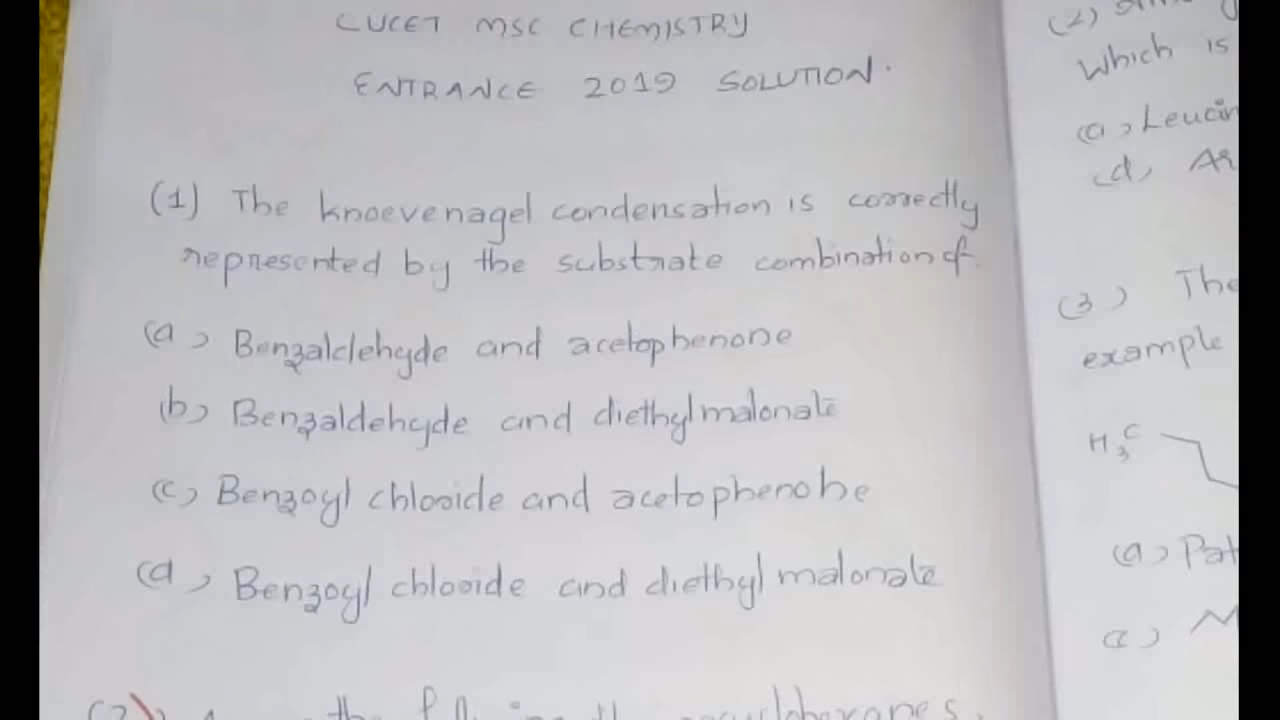 CUCET MSC CHEMISTRY
ENTRANCE 2019 SOLUTION.
(1) The knoevenagel condensation is correctly
represented by the substrate combination of
(a) Benzaldehyde and acetophenone
(b) Benzaldehyde and diethylmalonate
(c) Benzoyl chloride and acetophenone
(d) Benzoyl chloride and diethyl malonate
(2)
Which is
(a) Leucin
(d) Ar
(3) The
example
H3C
(a) Pat